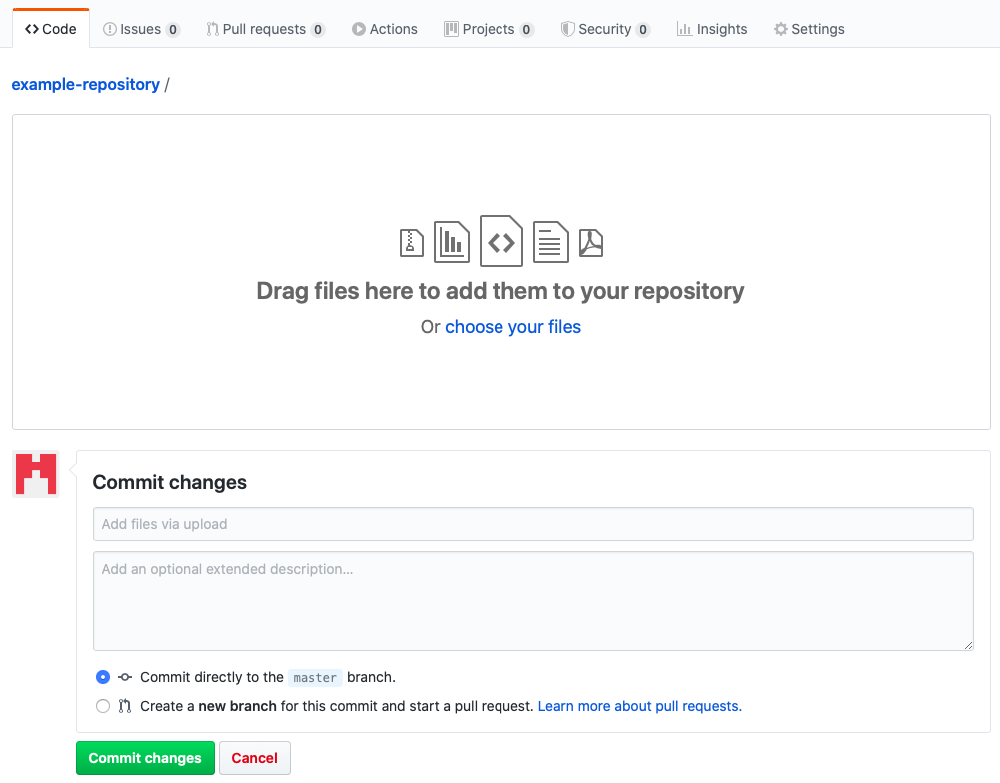 Code Issues 0 Pull requests 0 Actions Projects 0 Security 0 Insights Settings
example-repository /
Drag files here to add them to your repository
Or choose your files
Commit changes
Add files via upload
Add an optional extended description…
Commit directly to the master branch.
Create a new branch for this commit and start a pull request. Learn more about pull requests.
Commit changes Cancel